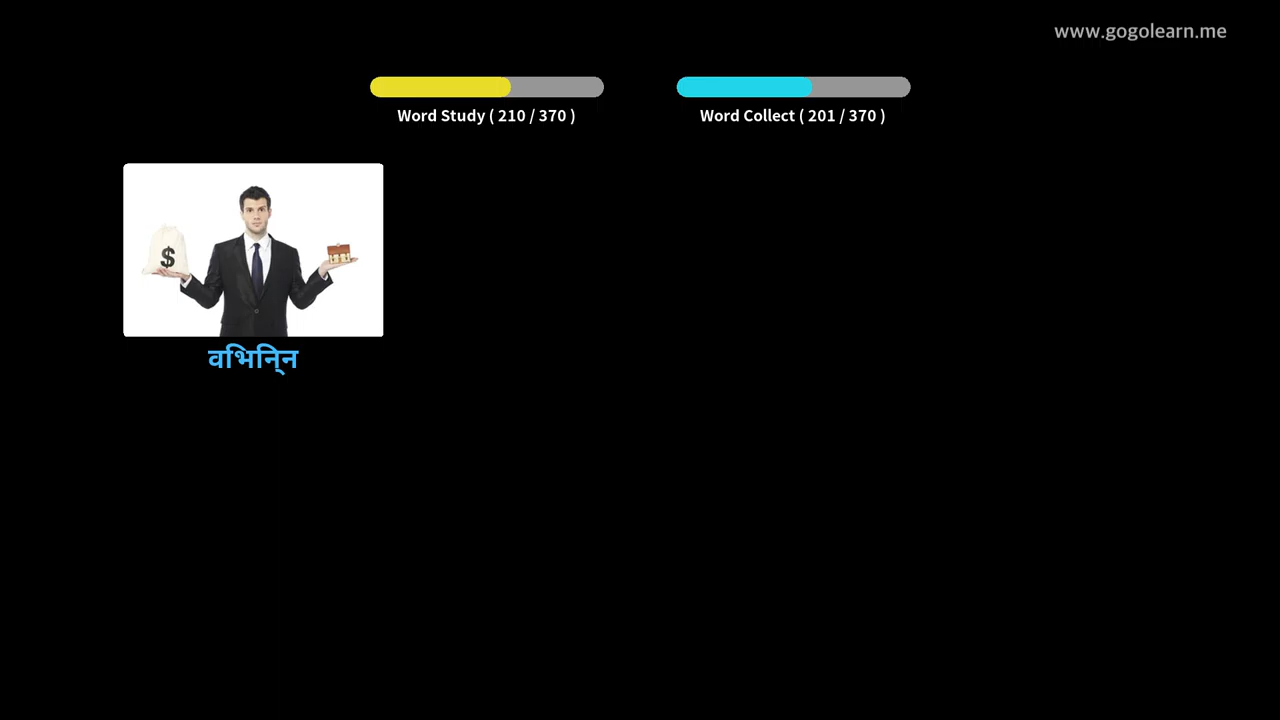 www.gogolearn.me
Word Study ( 210 / 370 )
Word Collect ( 201 / 370 )
$
वभिनि्न